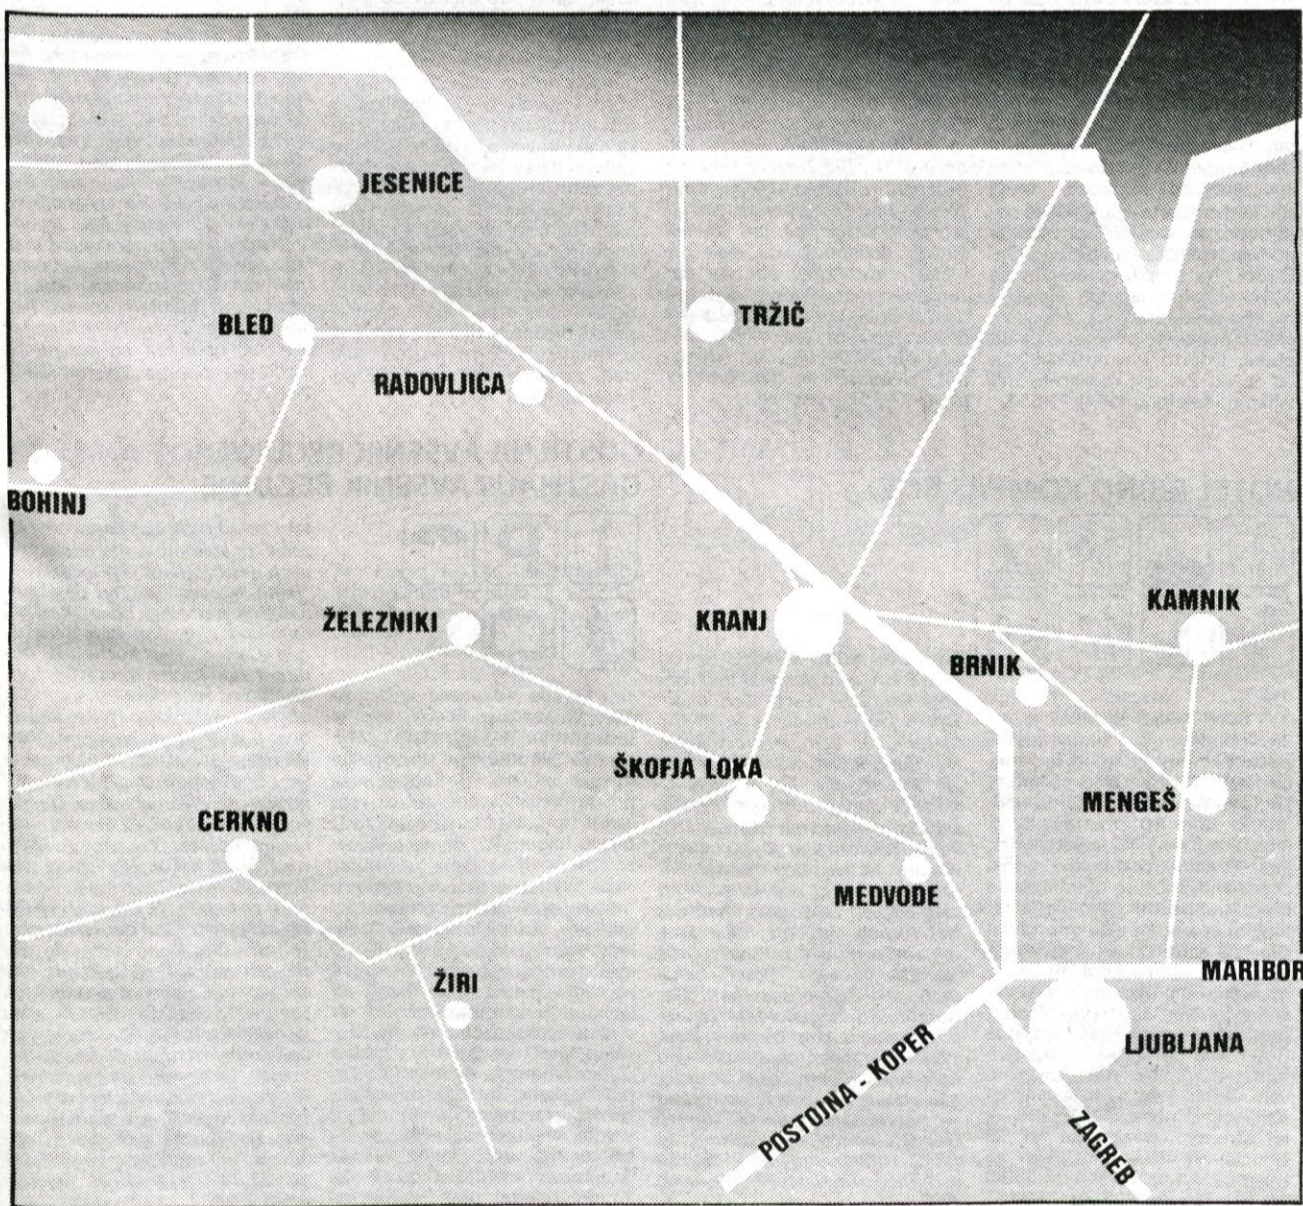 JESENICE
BLED
TRŽIČ
RADOVLJICA
BOHINJ
ŽELEZNIKI
KRANJ
KAMNIK
BRNIK
ŠKOFJA LOKA
MENGEŠ
CERKNO
MEDVODE
ŽIRI
MARIBOR
LJUBLJANA
POSTOJNA - KOPER
ZAGREB